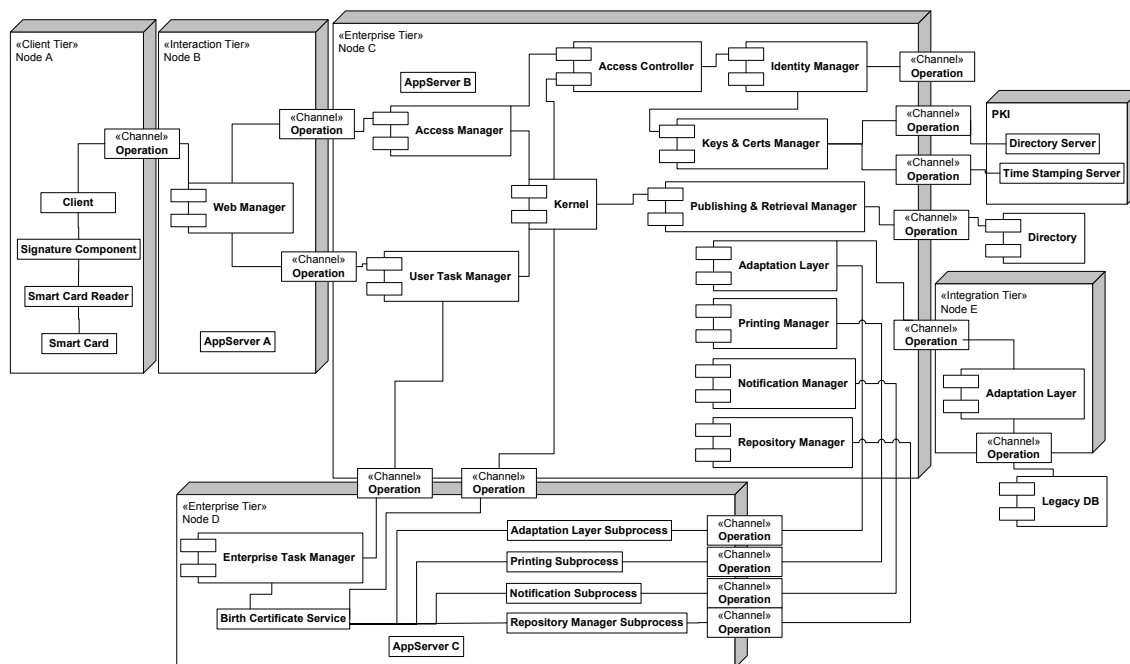 «Client Tier»
Node A
«Channel»
Operation
Client
Signature Component
Smart Card Reader
Smart Card
«Interaction Tier»
Node B
Web Manager
AppServer A
«Channel»
Operation
«Channel»
Operation
«Enterprise Tier»
Node C
AppServer B
Access Manager
User Task Manager
Kernel
Access Controller
Identity Manager
Keys & Certs Manager
Publishing & Retrieval Manager
Adaptation Layer
Printing Manager
Notification Manager
Repository Manager
«Channel»
Operation
«Channel»
Operation
«Channel»
Operation
«Channel»
Operation
«Channel»
Operation
PKI
Directory Server
Time Stamping Server
Directory
«Integration Tier»
Node E
Adaptation Layer
«Channel»
Operation
Legacy DB
«Channel»
Operation
«Channel»
Operation
«Enterprise Tier»
Node D
Enterprise Task Manager
Birth Certificate Service
AppServer C
Adaptation Layer Subprocess
Printing Subprocess
Notification Subprocess
Repository Manager Subprocess
«Channel»
Operation
«Channel»
Operation
«Channel»
Operation
«Channel»
Operation